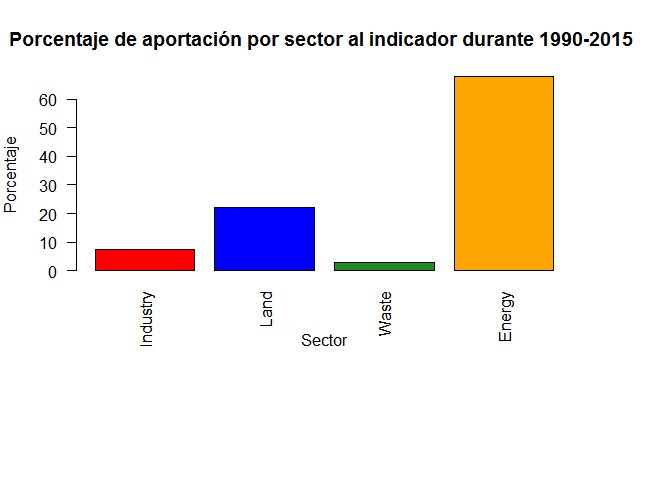 Porcentaje de aportación por sector al indicador durante 1990-2015
Porcentaje
60
50
40
30
20
10
0
Industry
Land
Waste
Energy
Sector